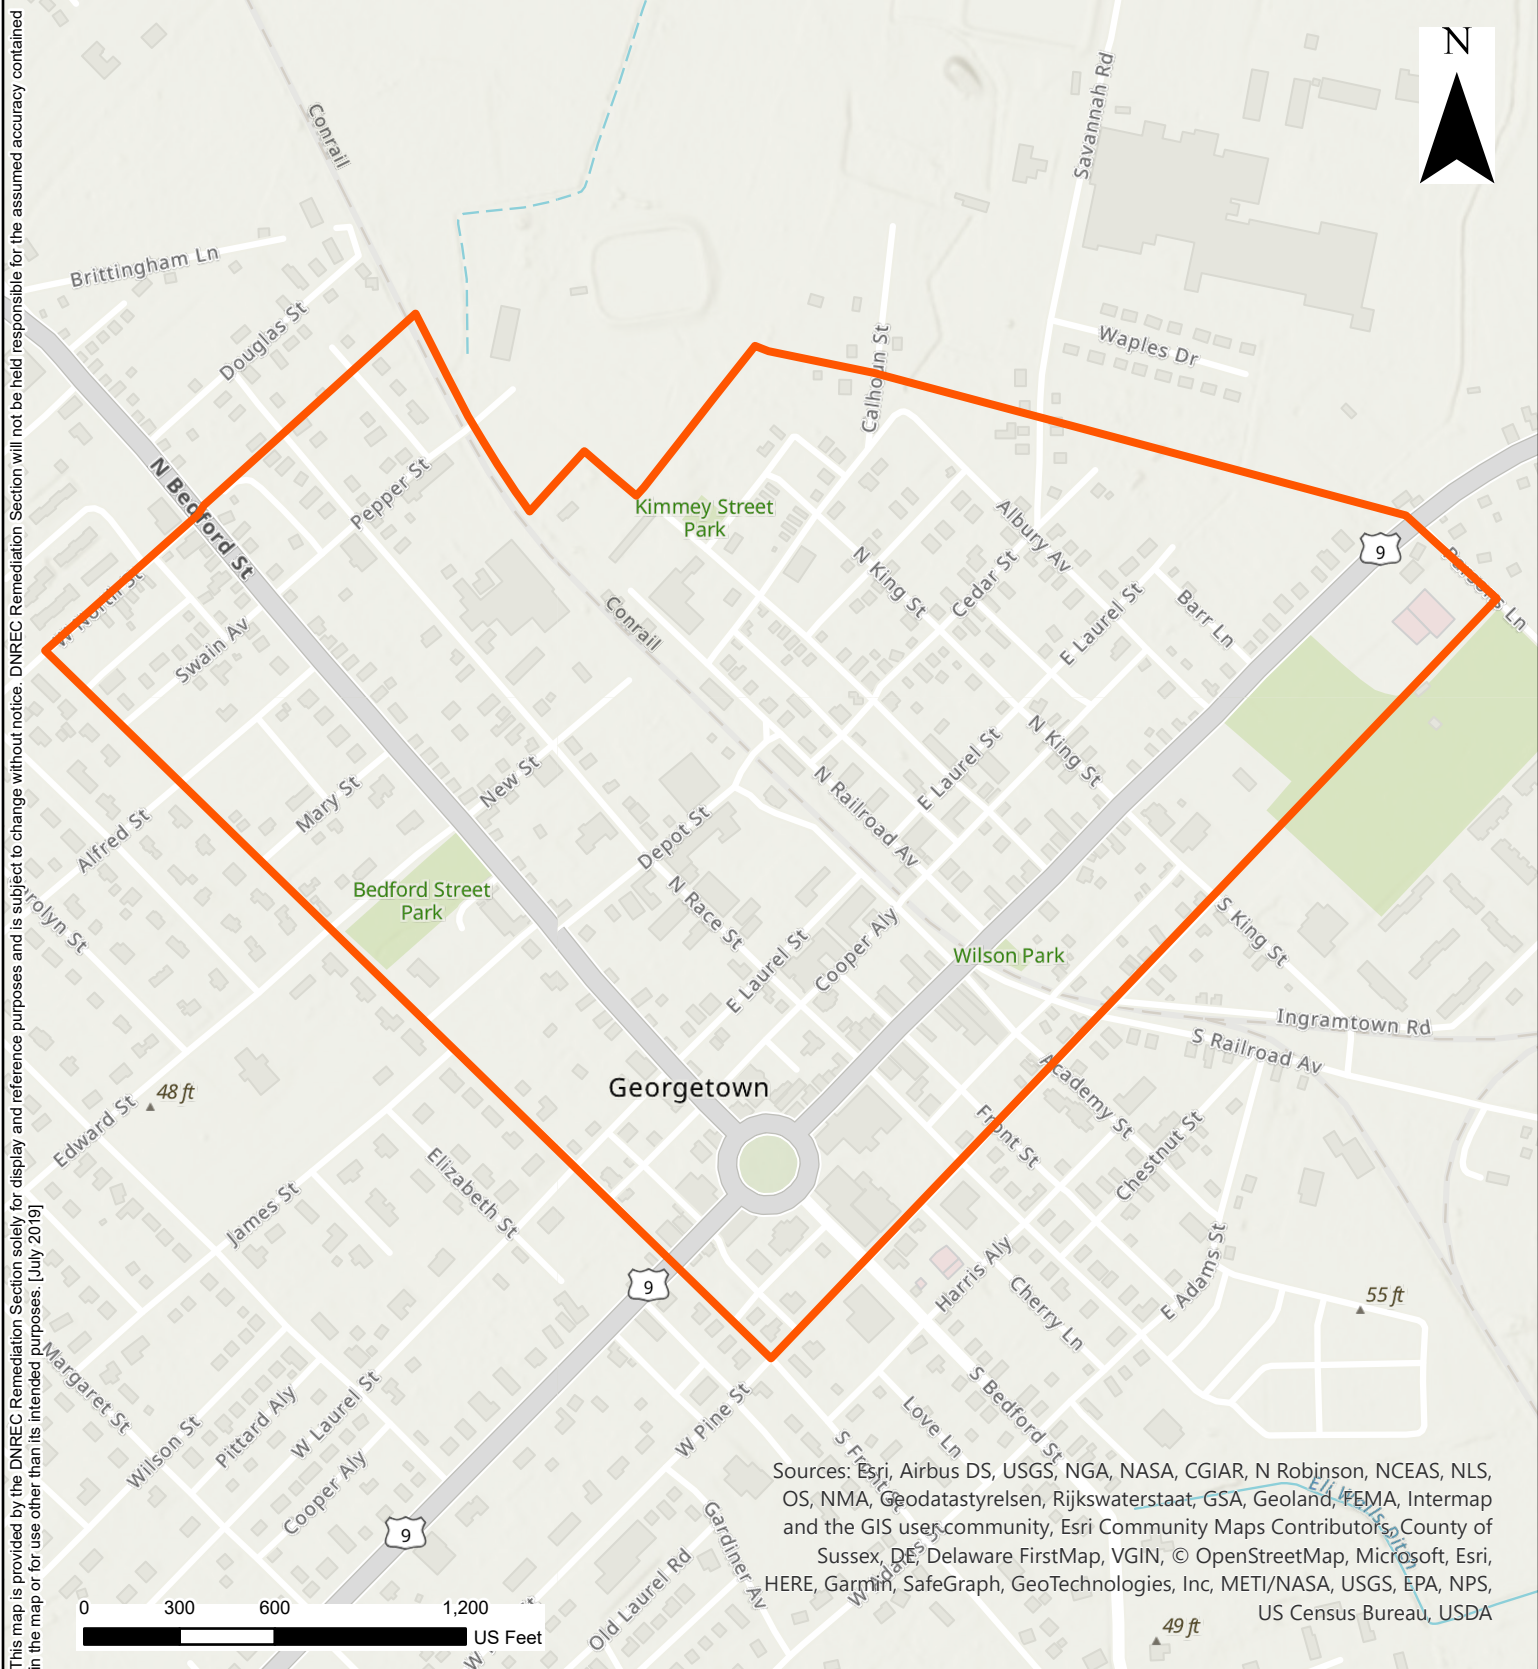 This map is provided by the DNREC Remediation Section solely for display and reference purposes and is subject to change without notice. DNREC Remediation Section will not be held responsible for the assumed accuracy contained
in the map or for use other than its intended purposes. [July 2019]
N
Conrail
Savannah Rd
Brittingham Ln
Douglas St
Calhoun St
Waples Dr
N Bedford St
Pepper St
Kimmey Street
Park
Albury Av
9
Parsons Ln
W North St
Swain Av
Conrail
N King St
Cedar St
E Laurel St
Barr Ln
New St
Mary St
Alfred St
Depot St
N Railroad Av
E Laurel St
N King St
Bedford Street
Park
N Race St
Cooper Aly
E Laurel St
Wilson Park
S King St
rolyn St
Ingramtown Rd
S Railroad Av
48 ft
Georgetown
Academy St
Front St
Chestnut St
Edward St
Elizabeth St
James St
9
Harris Aly
Cherry Ln
E Adams St
55 ft
Margaret St
Wilson St
Pittard Aly
W Laurel St
Cooper Aly
W Pine St
Love Ln
S Bedford St
S Front St
9
Gardiner Av
Old Laurel Rd
W Adams St
Eli Walls Ditch
49 ft
Sources: Esri, Airbus DS, USGS, NGA, NASA, CGIAR, N Robinson, NCEAS, NLS,
OS, NMA, Geodatastyrelsen, Rijkswaterstaat, GSA, Geoland, FEMA, Intermap
and the GIS user community, Esri Community Maps Contributors, County of
Sussex, DE, Delaware FirstMap, VGIN, © OpenStreetMap, Microsoft, Esri,
HERE, Garmin, SafeGraph, GeoTechnologies, Inc, METI/NASA, USGS, EPA, NPS,
US Census Bureau, USDA
0 300 600 1,200
US Feet